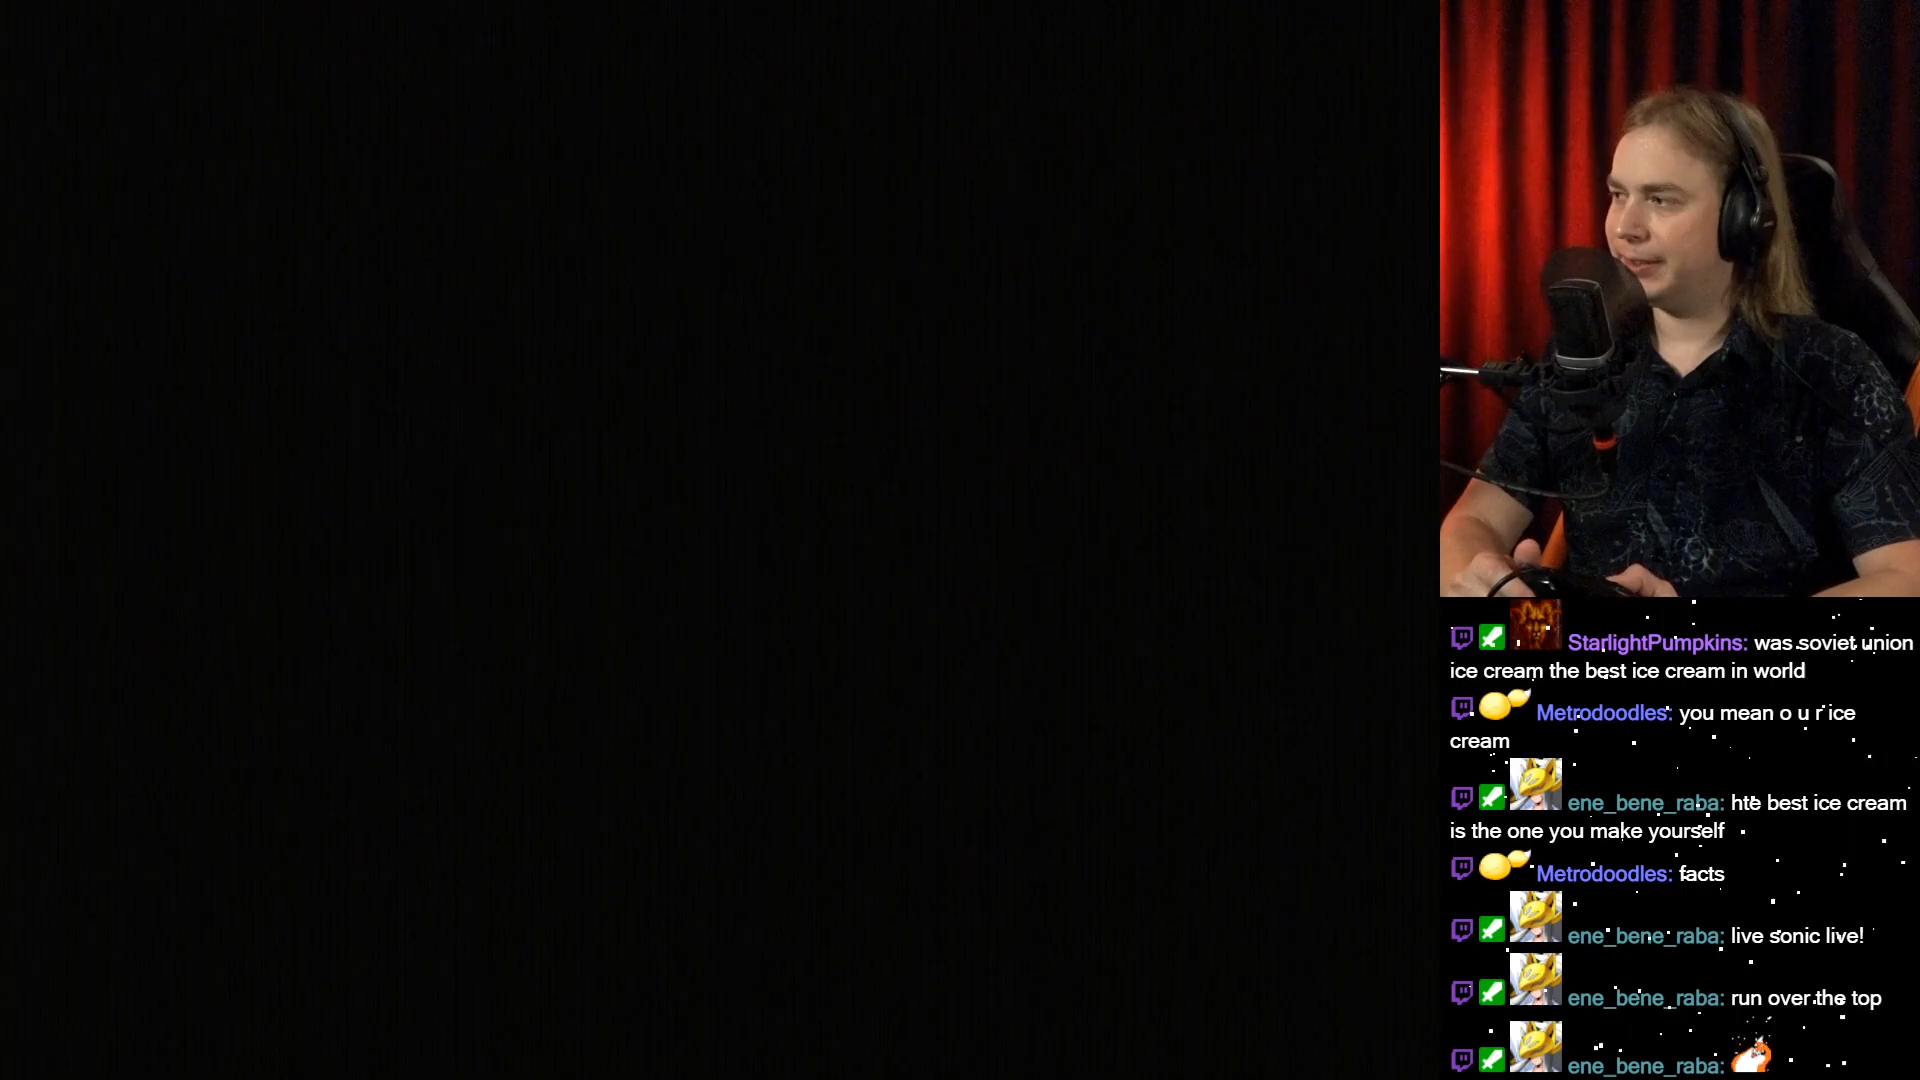 StarlightPumpkins: was soviet union
ice cream the best ice cream in world
Metrodoodles: you mean o u r ice
cream
ene_bene_raba: hte best ice cream
is the one you make yourself
Metrodoodles: facts
ene_bene_raba: live sonic live!
ene_bene_raba: run over the top
ene_bene_raba: